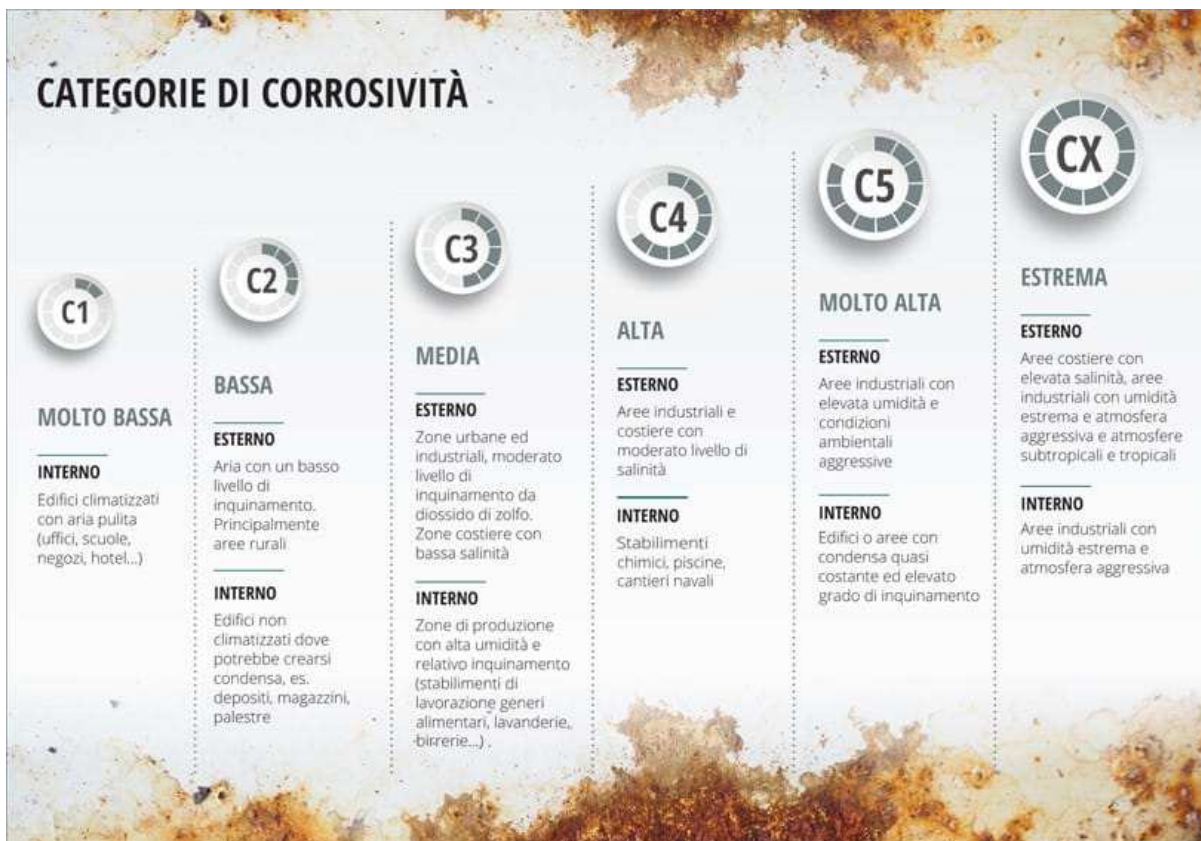 CATEGORIE DI CORROSIVITÀ
C1
MOLTO BASSA
INTERNO
Edifici climatizzati
con aria pulita
(uffici, scuole,
negozi, hotel...)
C2
BASSA
ESTERNO
Aria con un basso
livello di
inquinamento.
Principalmente
aree rurali
INTERNO
Edifici non
climatizzati dove
potrebbe crearsi
condensa, es.
depositi, magazzini,
palestre
C3
MEDIA
ESTERNO
Zone urbane ed
industriali, moderato
livello di
inquinamento da
diossido di zolfo.
Zone costiere con
bassa salinità
INTERNO
Zone di produzione
con alta umidità e
relativo inquinamento
(stabilimenti di
lavorazione generi
alimentari, lavanderie,
birrerie...) .
C4
ALTA
ESTERNO
Aree industriali e
costiere con
moderato livello di
salinità
INTERNO
Stabilimenti
chimici, piscine,
cantieri navali
C5
MOLTO ALTA
ESTERNO
Aree industriali con
elevata umidità e
condizioni
ambientali
aggressive
INTERNO
Edifici o aree con
condensa quasi
costante ed elevato
grado di inquinamento
CX
ESTREMA
ESTERNO
Aree costiere con
elevata salinità, aree
industriali con umidità
estrema e atmosfera
aggressiva e atmosfere
subtropicali e tropicali
INTERNO
Aree industriali con
umidità estrema e
atmosfera aggressiva